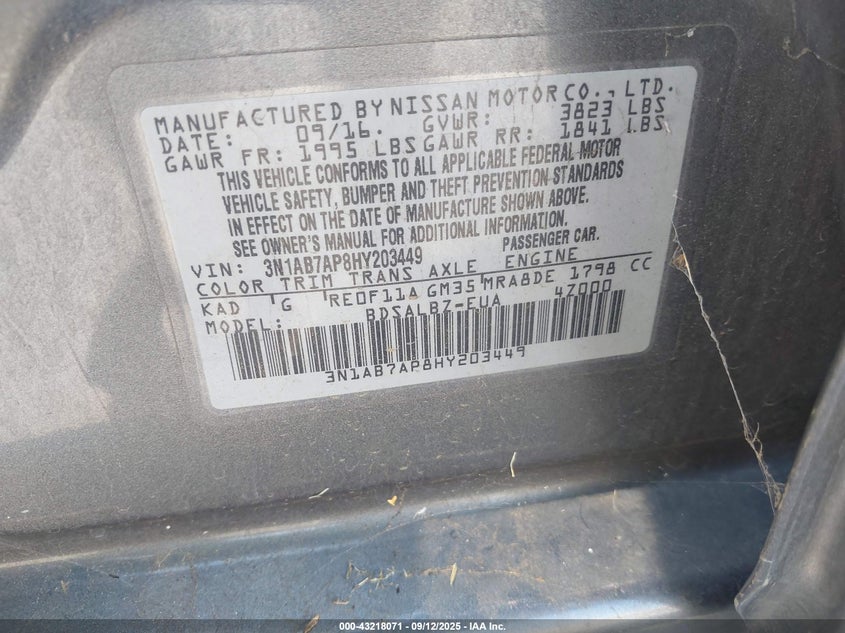 MANUFACTURED BY NISSAN MOTOR CO., LTD.
DATE: 09/16. GVWR: 3823 LBS
GAWR FR: 1995 LBS GAWR RR: 1841 LBS
THIS VEHICLE CONFORMS TO ALL APPLICABLE FEDERAL MOTOR
VEHICLE SAFETY, BUMPER AND THEFT PREVENTION STANDARDS
IN EFFECT ON THE DATE OF MANUFACTURE SHOWN ABOVE.
SEE OWNER'S MANUAL FOR ADDITIONAL INFORMATION.
VIN: 3N1AB7AP8HY203449 PASSENGER CAR.
COLOR TRIM TRANS AXLE ENGINE
KAD G RE0F11A GM35 MRA8DE 1798 CC
MODEL: BDSALBZ-EUA 4Z000
3N1AB7AP8HY203449
000-43218071 - 09/12/2025 - IAA Inc.